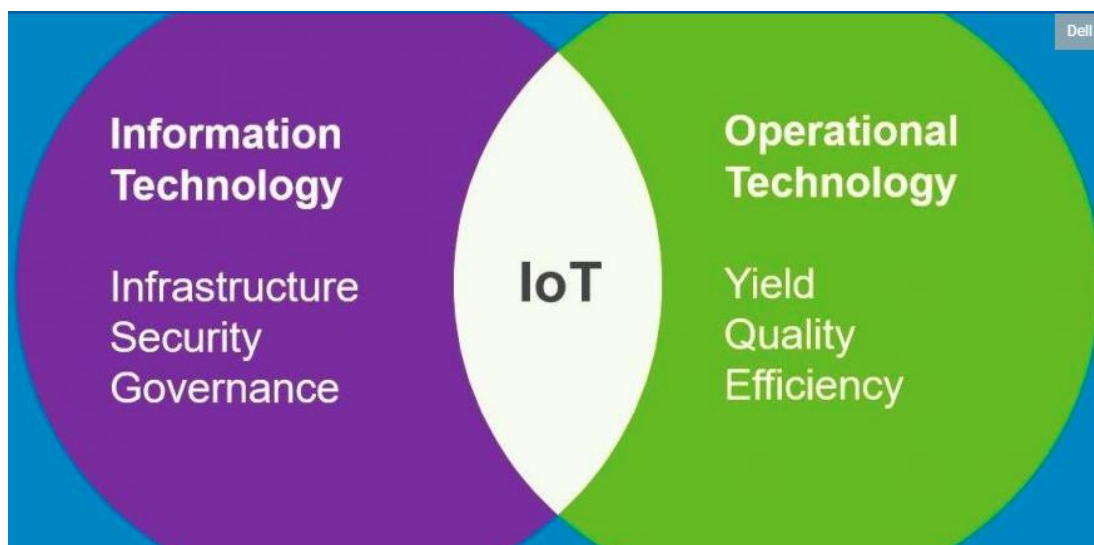 Dell
Information
Technology
Infrastructure
Security
Governance
IoT
Operational
Technology
Yield
Quality
Efficiency